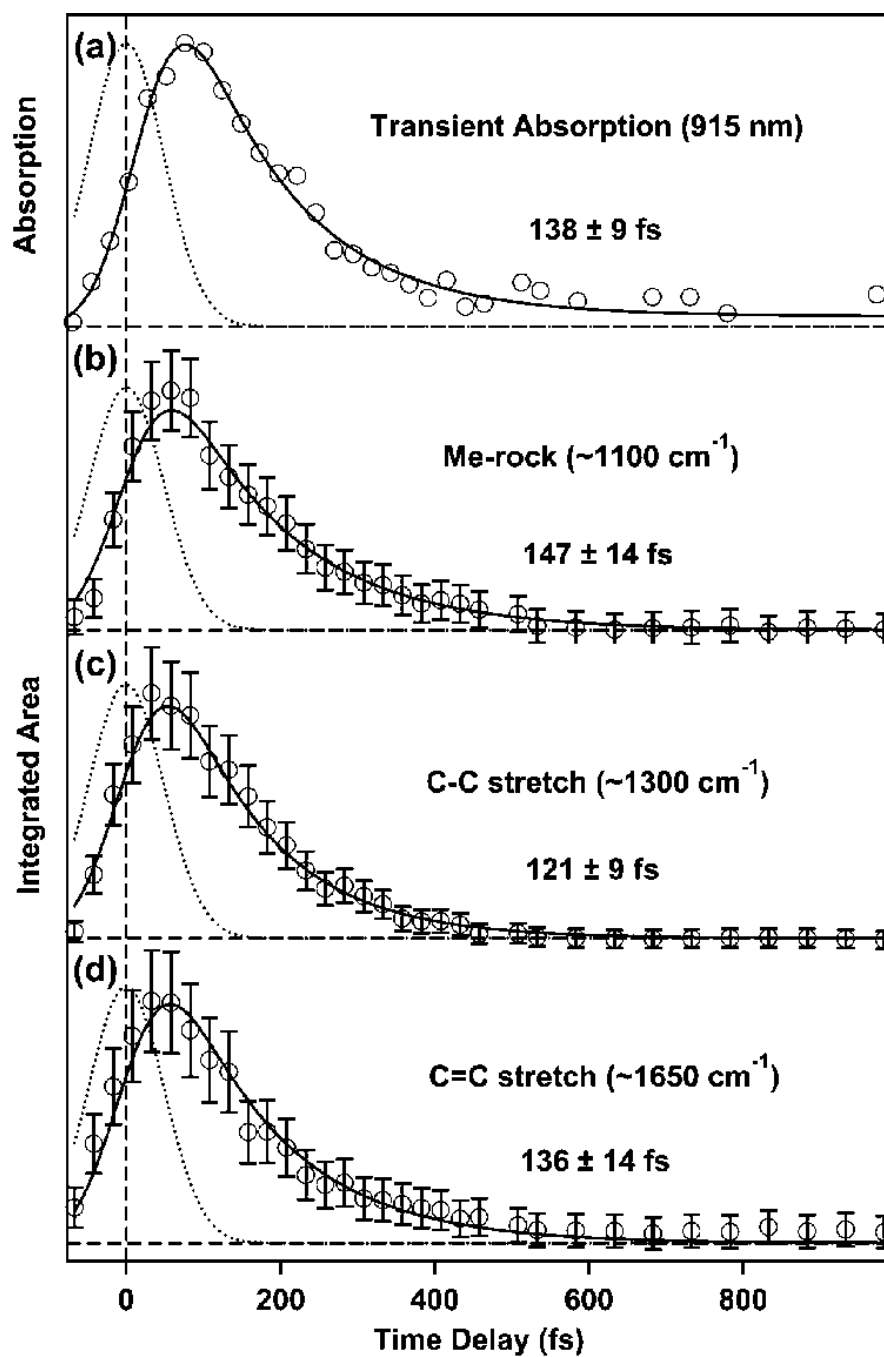 (a)
Transient Absorption (915 nm)
138 ± 9 fs
Absorption
(b)
Me-rock (~1100 cm⁻¹)
147 ± 14 fs
(c)
C-C stretch (~1300 cm⁻¹)
121 ± 9 fs
Integrated Area
(d)
C=C stretch (~1650 cm⁻¹)
136 ± 14 fs
0 200 400 600 800
Time Delay (fs)